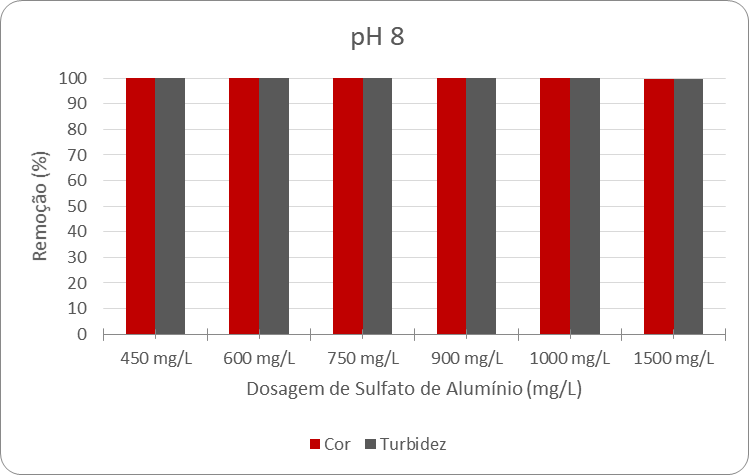 pH 8
Remoção (%)
100
90
80
70
60
50
40
30
20
10
0
450 mg/L 600 mg/L 750 mg/L 900 mg/L 1000 mg/L 1500 mg/L
Dosagem de Sulfato de Alumínio (mg/L)
Cor Turbidez